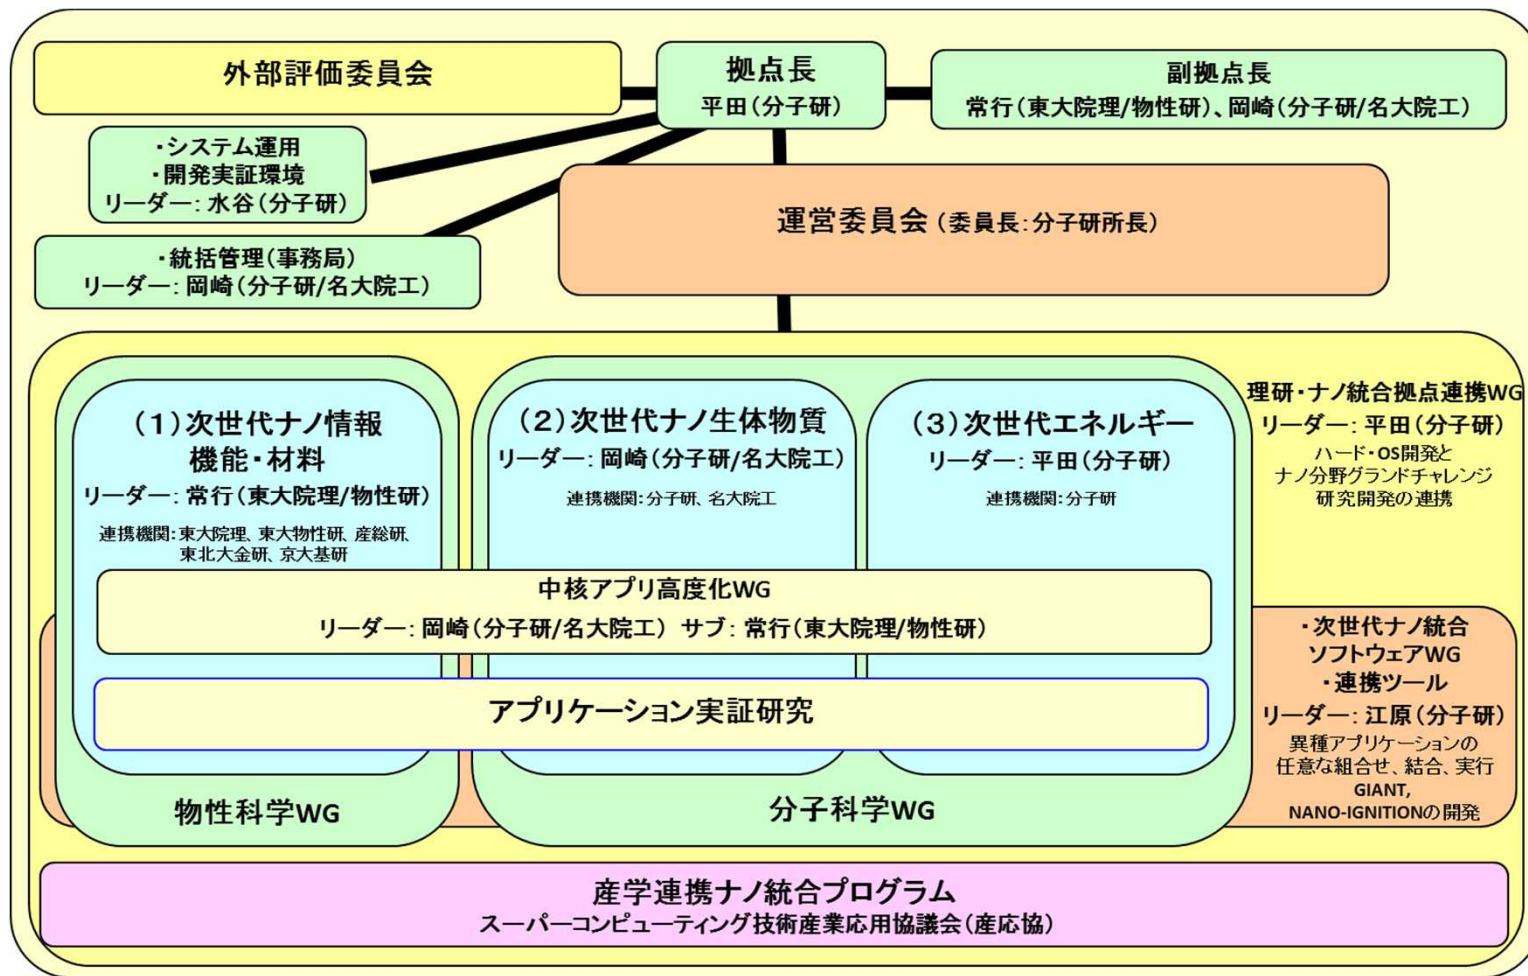 外部評価委員会
拠点長
平田(分子研)
副拠点長
常行(東大院理/物性研)、岡崎(分子研/名大院工)
・システム運用
・開発実証環境
リーダー:水谷(分子研)
運営委員会(委員長:分子研所長)
・統括管理(事務局)
リーダー:岡崎(分子研/名大院工)
(1)次世代ナノ情報
機能・材料
リーダー:常行(東大院理/物性研)
連携機関:東大院理、東大物性研、産総研、
東北大金研、京大基研
(2)次世代ナノ生体物質
リーダー:岡崎(分子研/名大院工)
連携機関:分子研、名大院工
(3)次世代エネルギー
リーダー:平田(分子研)
連携機関:分子研
理研・ナノ統合拠点連携WG
リーダー:平田(分子研)
ハード・OS開発と
ナノ分野グランドチャレンジ
研究開発の連携
中核アプリ高度化WG
リーダー:岡崎(分子研/名大院工) サブ:常行(東大院理/物性研)
アプリケーション実証研究
・次世代ナノ統合
ソフトウェアWG
・連携ツール
リーダー:江原(分子研)
異種アプリケーションの
任意な組合せ、結合、実行
GIANT,
NANO-IGNITIONの開発
物性科学WG
分子科学WG
産学連携ナノ統合プログラム
スーパーコンピューティング技術産業応用協議会(産応協)